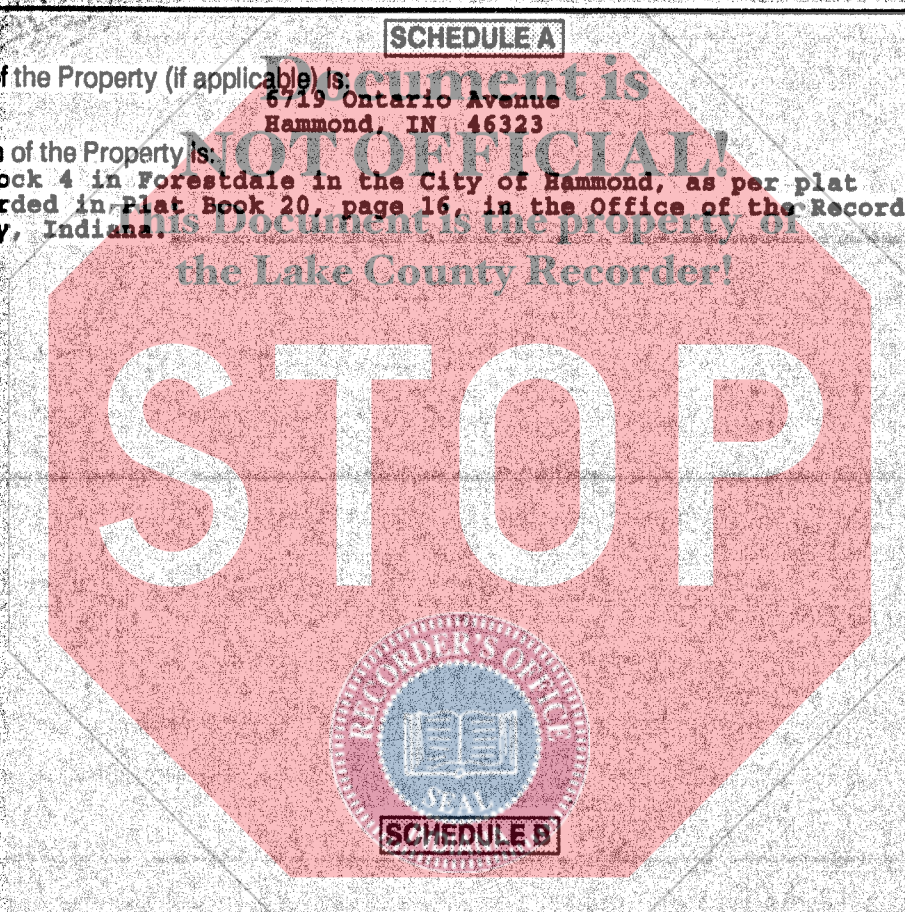 SCHEDULE A
Document is
f the Property (if applicable) is:
6719 Ontario Avenue
Hammond, IN 46323
NOT OFFICIAL!
of the Property is:
ock 4 in Forestdale in the City of Hammond, as per plat
rded in Plat Book 20, page 16, in the Office of the Record
This Document is the property of
y, Indiana.
the Lake County Recorder!
STOP
RECORDER'S OFFICE
SEAL
SCHEDULE B